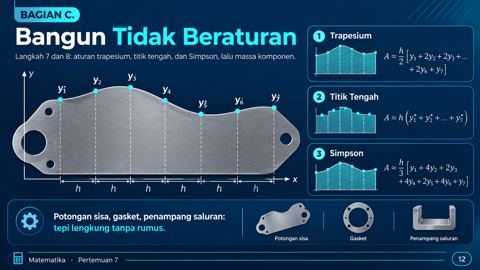 BAGIAN C.
Bangun Tidak Beraturan
Langkah 7 dan 8: aturan trapesium, titik tengah, dan Simpson, lalu massa komponen.
y
y₁ y₂ y₃ y₄ y₅ y₆ y₇
x
h h h h h h
1 Trapesium
A ≈ h/2 [y₁ + 2y₂ + 2y₃ + ...
+ 2y₆ + y₇]
2 Titik Tengah
A ≈ h (y₁* + y₂* + ... + y₇*)
3 Simpson
A ≈ h/3 [y₁ + 4y₂ + 2y₃
+ 4y₄ + 2y₅ + 4y₆ + y₇]
Potongan sisa, gasket, penampang saluran:
tepi lengkung tanpa rumus.
Potongan sisa
Gasket
Penampang saluran
Matematika · Pertemuan 7
12